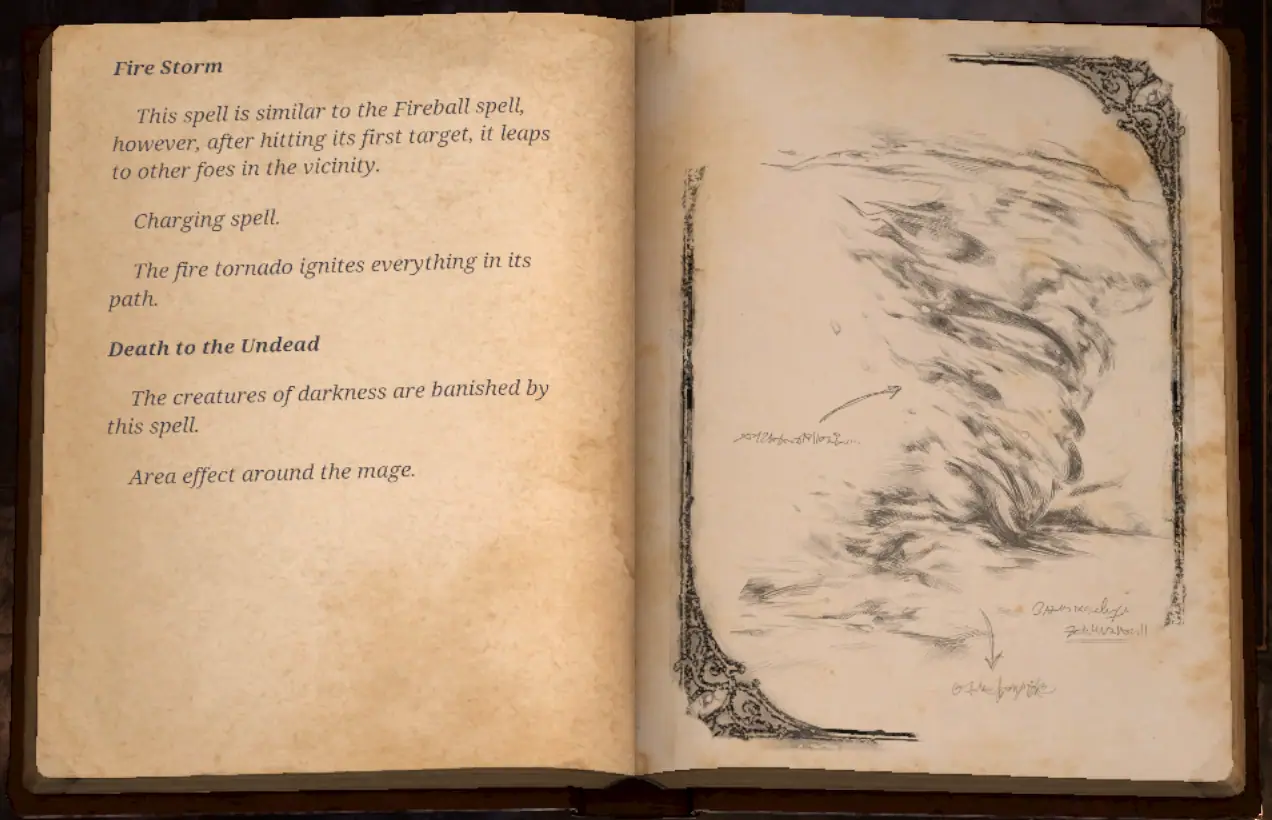 Fire Storm
This spell is similar to the Fireball spell,
however, after hitting its first target, it leaps
to other foes in the vicinity.
Charging spell.
The fire tornado ignites everything in its
path.
Death to the Undead
The creatures of darkness are banished by
this spell.
Area effect around the mage.